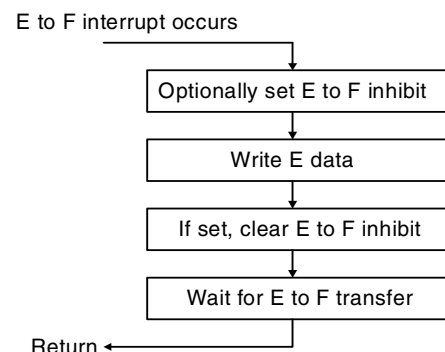 E to F interrupt occurs
Optionally set E to F inhibit
Write E data
If set, clear E to F inhibit
Wait for E to F transfer
Return